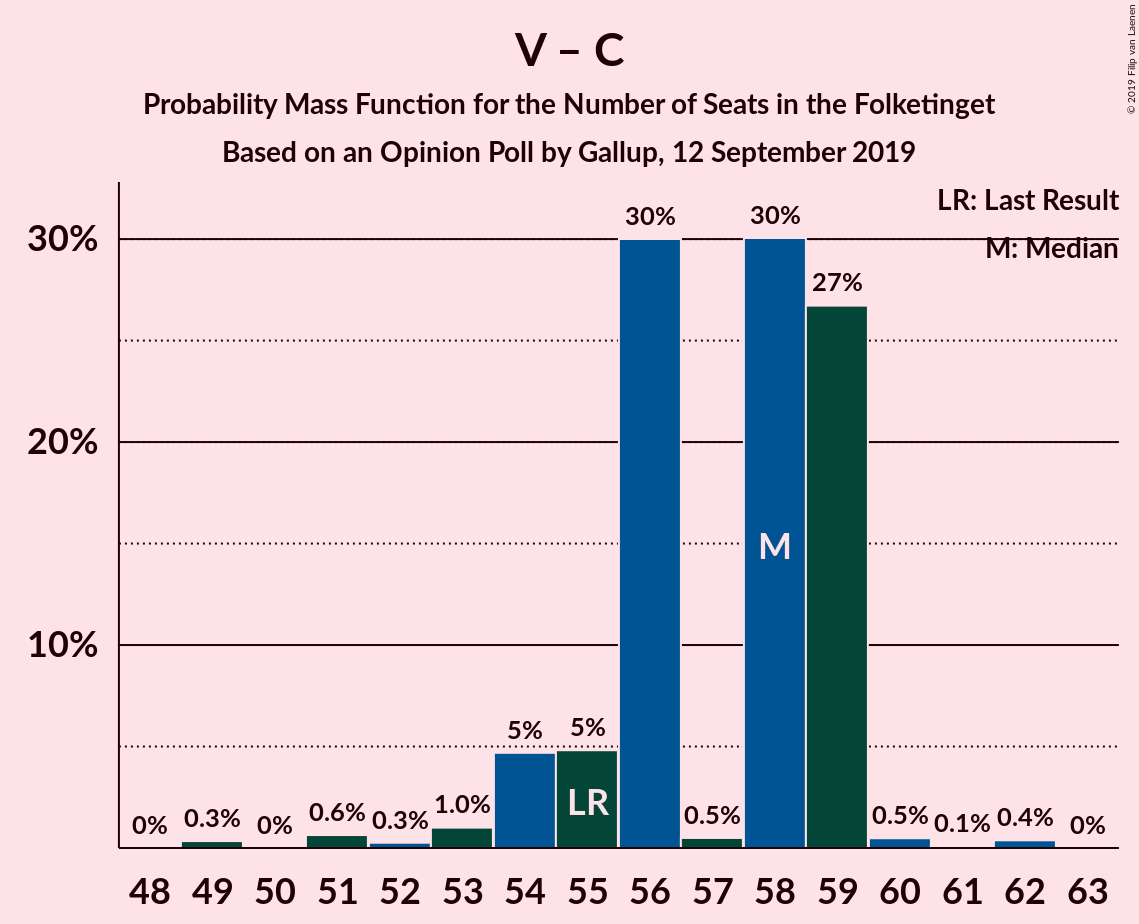 © 2019 Filip van Laenen
V – C
Probability Mass Function for the Number of Seats in the Folketinget
Based on an Opinion Poll by Gallup, 12 September 2019
LR: Last Result
M: Median
30%
20%
10%
0%
0.3%
0%
0.6%
0.3%
1.0%
5%
5%
30%
0.5%
30%
27%
0.5%
0.1%
0.4%
0%
LR
M
48 49 50 51 52 53 54 55 56 57 58 59 60 61 62 63